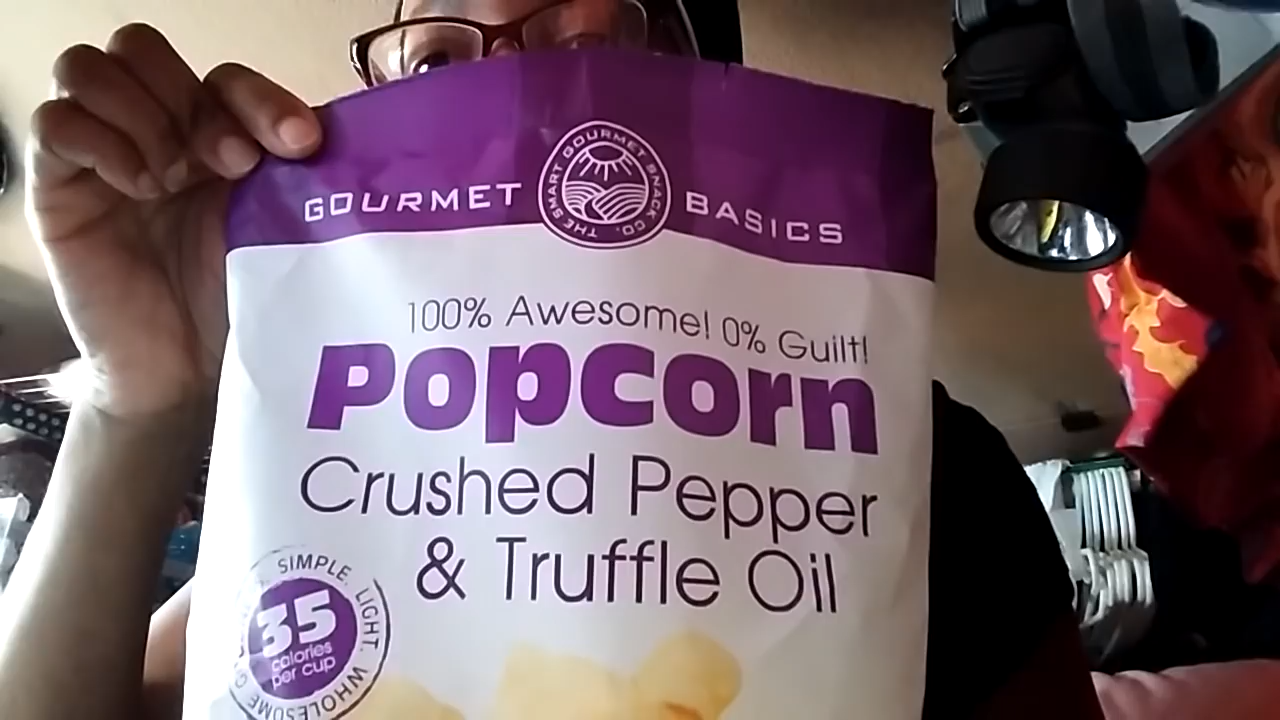 GOURMET BASICS
THE SMART GOURMET SNACK CO.
100% Awesome! 0% Guilt!
Popcorn
Crushed Pepper
& Truffle Oil
SIMPLE. LIGHT. WHOLESOME
35
calories
per cup